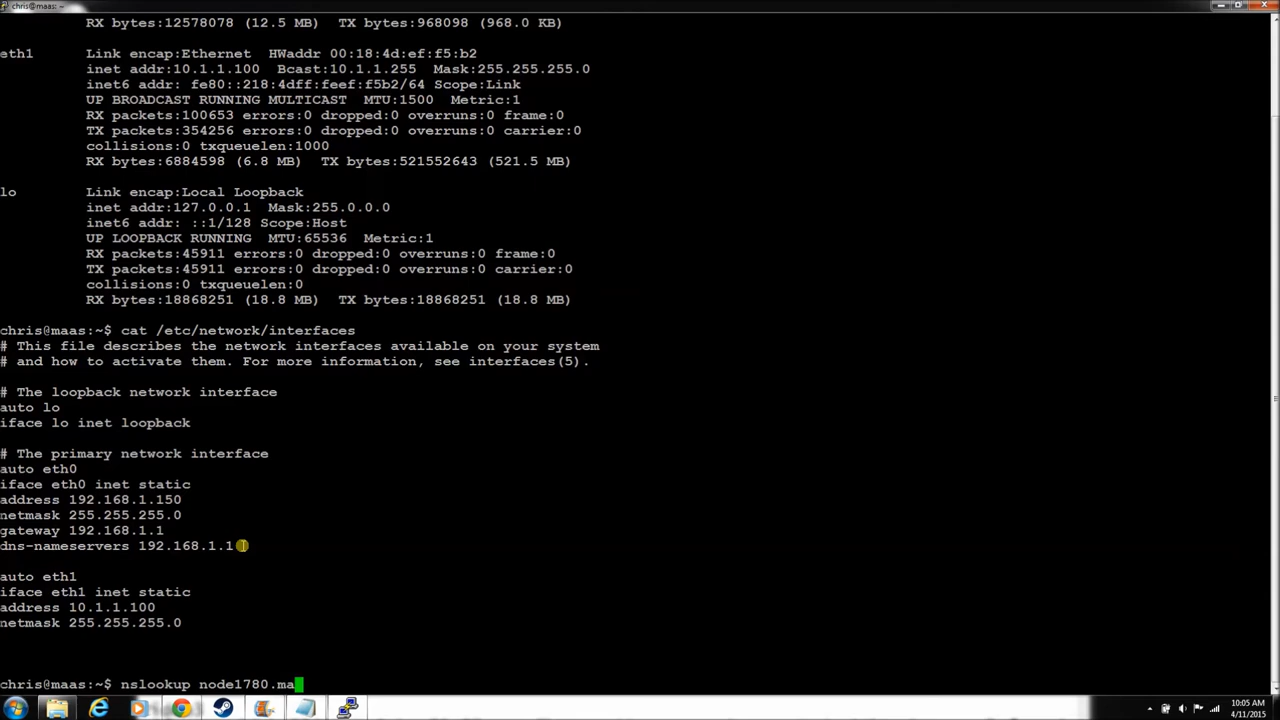 chris@maas: ~
RX bytes:12578078 (12.5 MB)  TX bytes:968098 (968.0 KB)
eth1      Link encap:Ethernet  HWaddr 00:18:4d:ef:f5:b2
inet addr:10.1.1.100  Bcast:10.1.1.255  Mask:255.255.255.0
inet6 addr: fe80::218:4dff:feef:f5b2/64 Scope:Link
UP BROADCAST RUNNING MULTICAST  MTU:1500  Metric:1
RX packets:100653 errors:0 dropped:0 overruns:0 frame:0
TX packets:354256 errors:0 dropped:0 overruns:0 carrier:0
collisions:0 txqueuelen:1000
RX bytes:6884598 (6.8 MB)  TX bytes:521552643 (521.5 MB)
lo        Link encap:Local Loopback
inet addr:127.0.0.1  Mask:255.0.0.0
inet6 addr: ::1/128 Scope:Host
UP LOOPBACK RUNNING  MTU:65536  Metric:1
RX packets:45911 errors:0 dropped:0 overruns:0 frame:0
TX packets:45911 errors:0 dropped:0 overruns:0 carrier:0
collisions:0 txqueuelen:0
RX bytes:18868251 (18.8 MB)  TX bytes:18868251 (18.8 MB)
chris@maas:~$ cat /etc/network/interfaces
# This file describes the network interfaces available on your system
# and how to activate them. For more information, see interfaces(5).
# The loopback network interface
auto lo
iface lo inet loopback
# The primary network interface
auto eth0
iface eth0 inet static
address 192.168.1.150
netmask 255.255.255.0
gateway 192.168.1.1
dns-nameservers 192.168.1.1
auto eth1
iface eth1 inet static
address 10.1.1.100
netmask 255.255.255.0
chris@maas:~$ nslookup node1780.ma
10:05 AM
4/11/2015